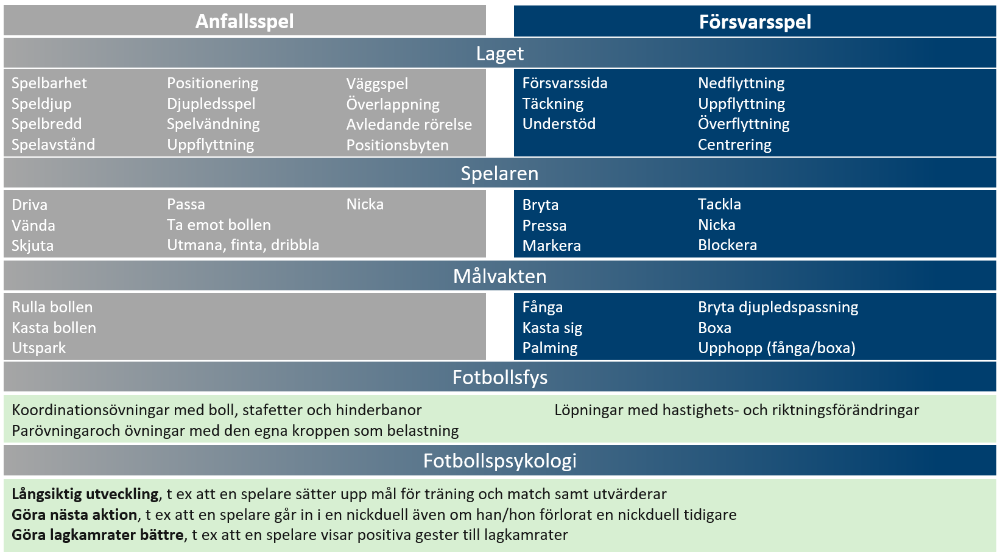 Anfallsspel
Försvarsspel
Laget
Spelbarhet
Speldjup
Spelbredd
Spelavstånd
Positionering
Djupledsspel
Spelvändning
Uppflyttning
Väggspel
Överlappning
Avledande rörelse
Positionsbyten
Försvarssida
Täckning
Understöd
Nedflyttning
Uppflyttning
Överflyttning
Centrering
Spelaren
Driva
Vända
Skjuta
Passa
Ta emot bollen
Utmana, finta, dribbla
Nicka
Bryta
Pressa
Markera
Tackla
Nicka
Blockera
Målvakten
Rulla bollen
Kasta bollen
Utspark
Fånga
Kasta sig
Palming
Bryta djupledspassning
Boxa
Upphopp (fånga/boxa)
Fotbollsfys
Koordinationsövningar med boll, stafetter och hinderbanor
Parövningaroch övningar med den egna kroppen som belastning
Löpningar med hastighets- och riktningsförändringar
Fotbollspsykologi
Långsiktig utveckling, t ex att en spelare sätter upp mål för träning och match samt utvärderar
Göra nästa aktion, t ex att en spelare går in i en nickduell även om han/hon förlorat en nickduell tidigare
Göra lagkamrater bättre, t ex att en spelare visar positiva gester till lagkamrater